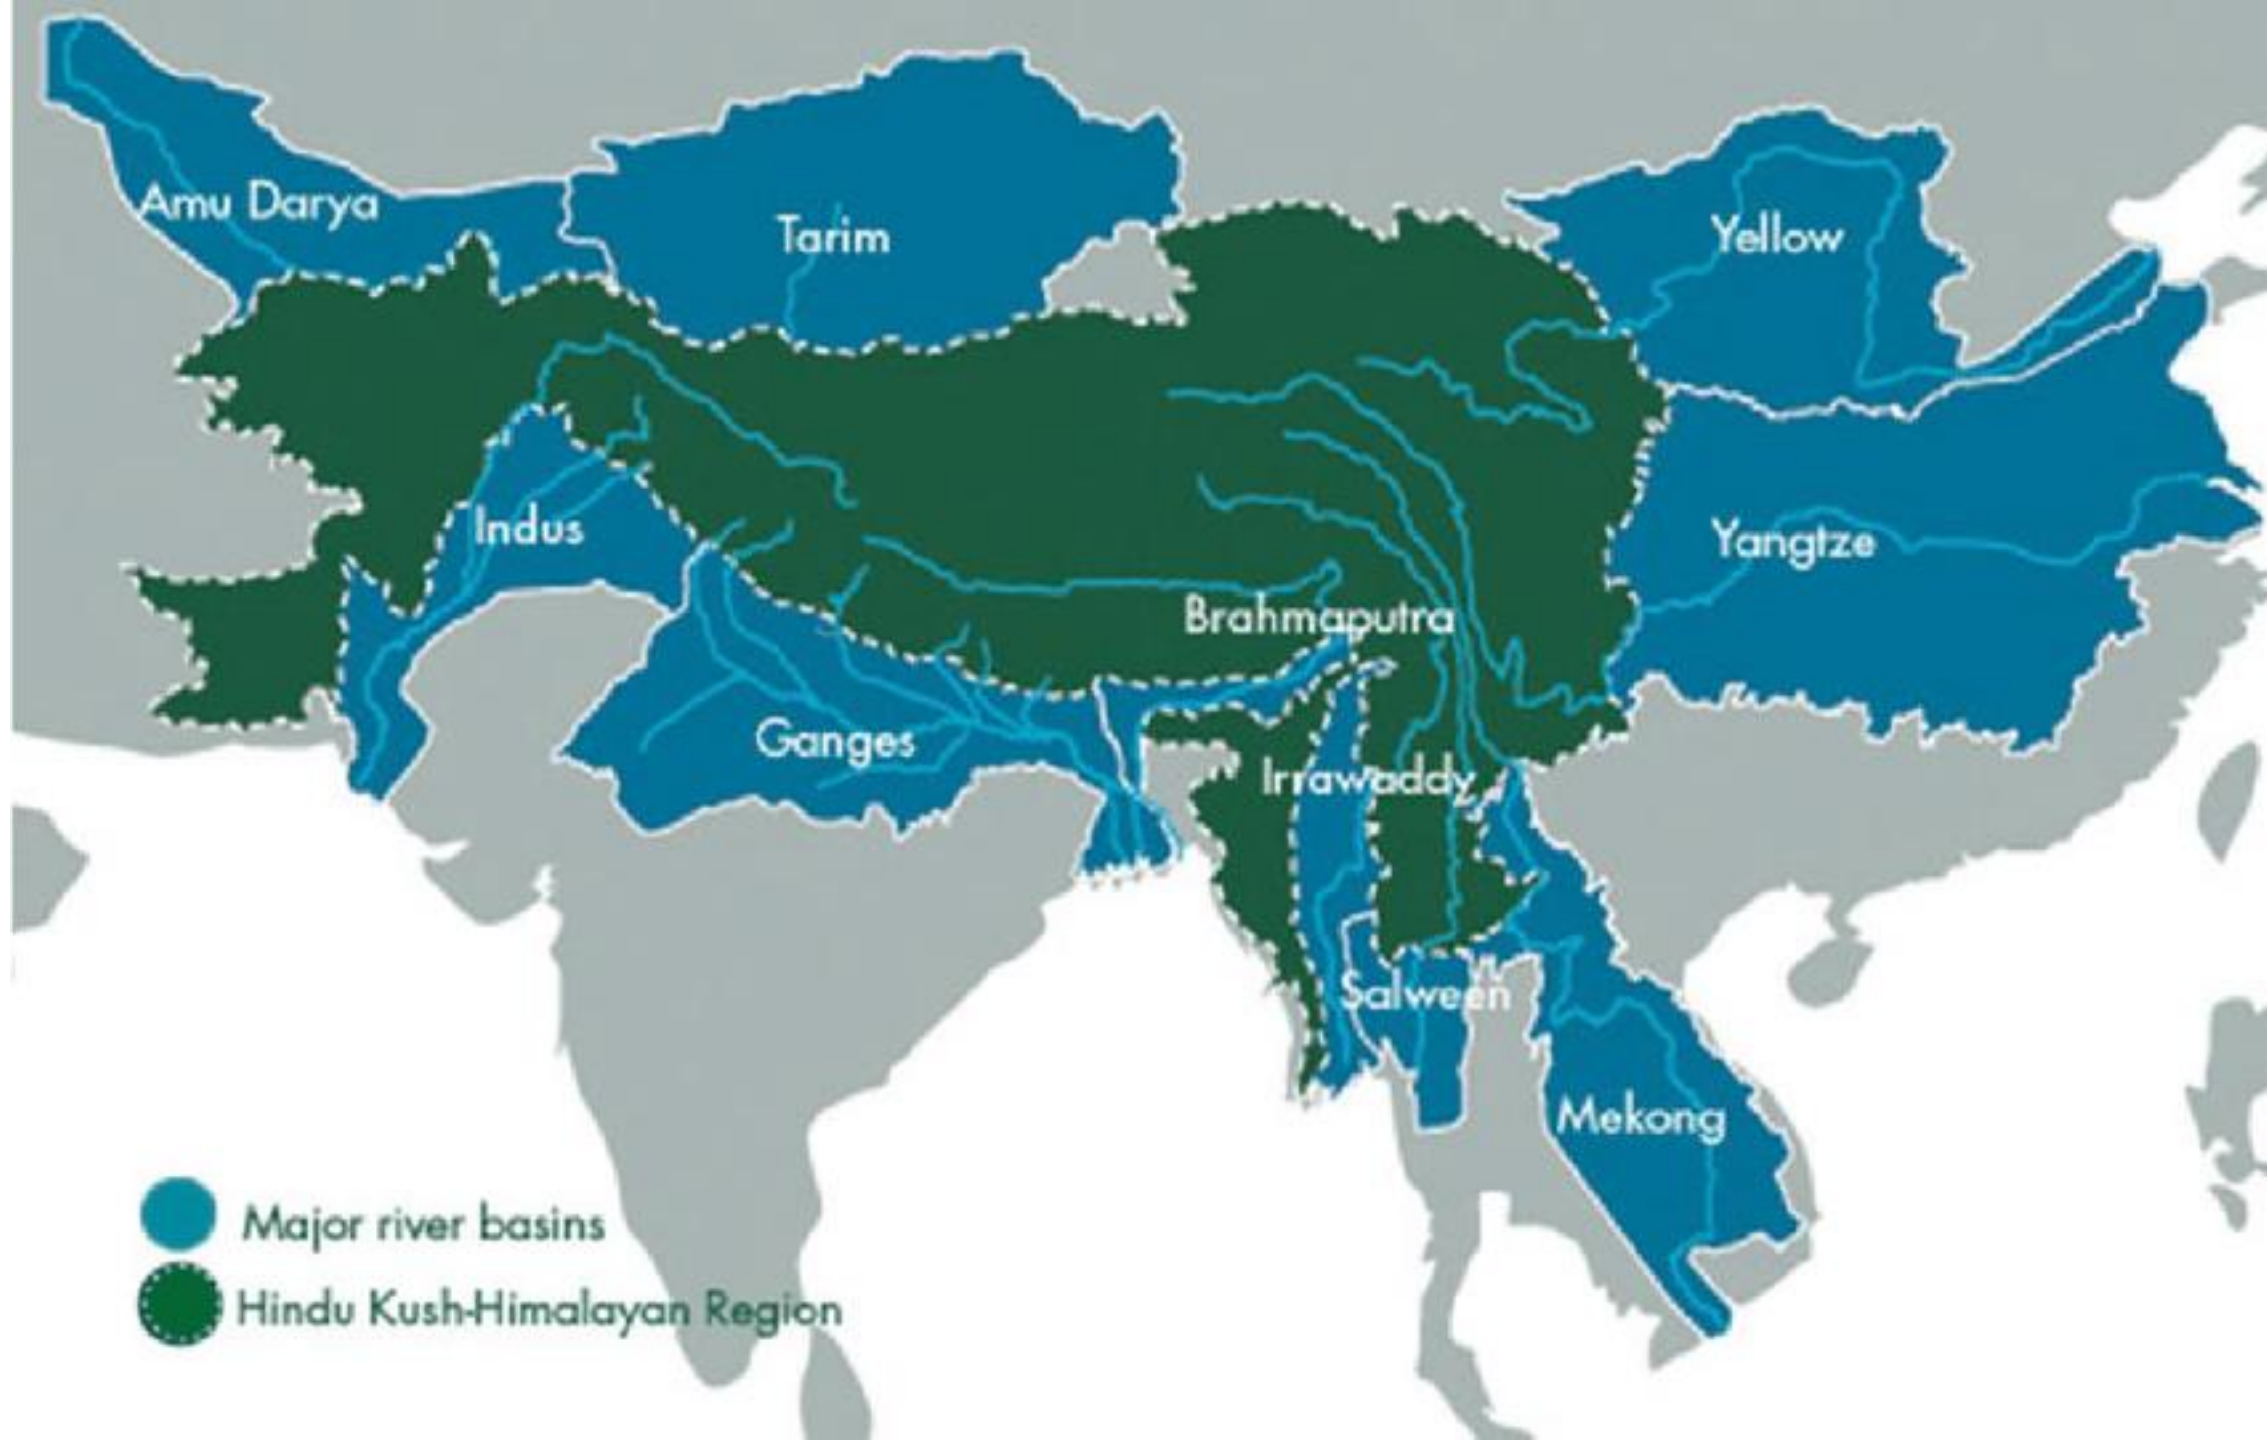 Amu Darya
Tarim
Yellow
Indus
Yangtze
Brahmaputra
Ganges
Irrawaddy
Salween
Mekong
Major river basins
Hindu Kush-Himalayan Region